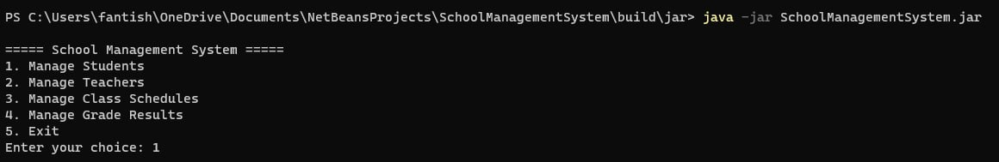 PS C:\Users\fantish\OneDrive\Documents\NetBeansProjects\SchoolManagementSystem\build\jar> java -jar SchoolManagementSystem.jar
===== School Management System =====
1. Manage Students
2. Manage Teachers
3. Manage Class Schedules
4. Manage Grade Results
5. Exit
Enter your choice: 1